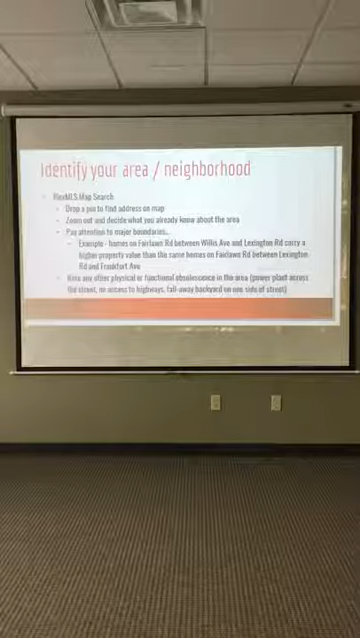 Identify your area / neighborhood
FlexMLS Map Search
Drop a pin to find address on map
Zoom out and decide what you already know about the area
Pay attention to major boundaries...
Example - homes on Fairlawn Rd between Willis Ave and Lexington Rd carry a
higher property value than the same homes on Fairlawn Rd between Lexington
Rd and Frankfort Ave
any other physical or functional obsolescence in the area (power plant across
the street, no access to highways, fall-away backyard on one side of street)